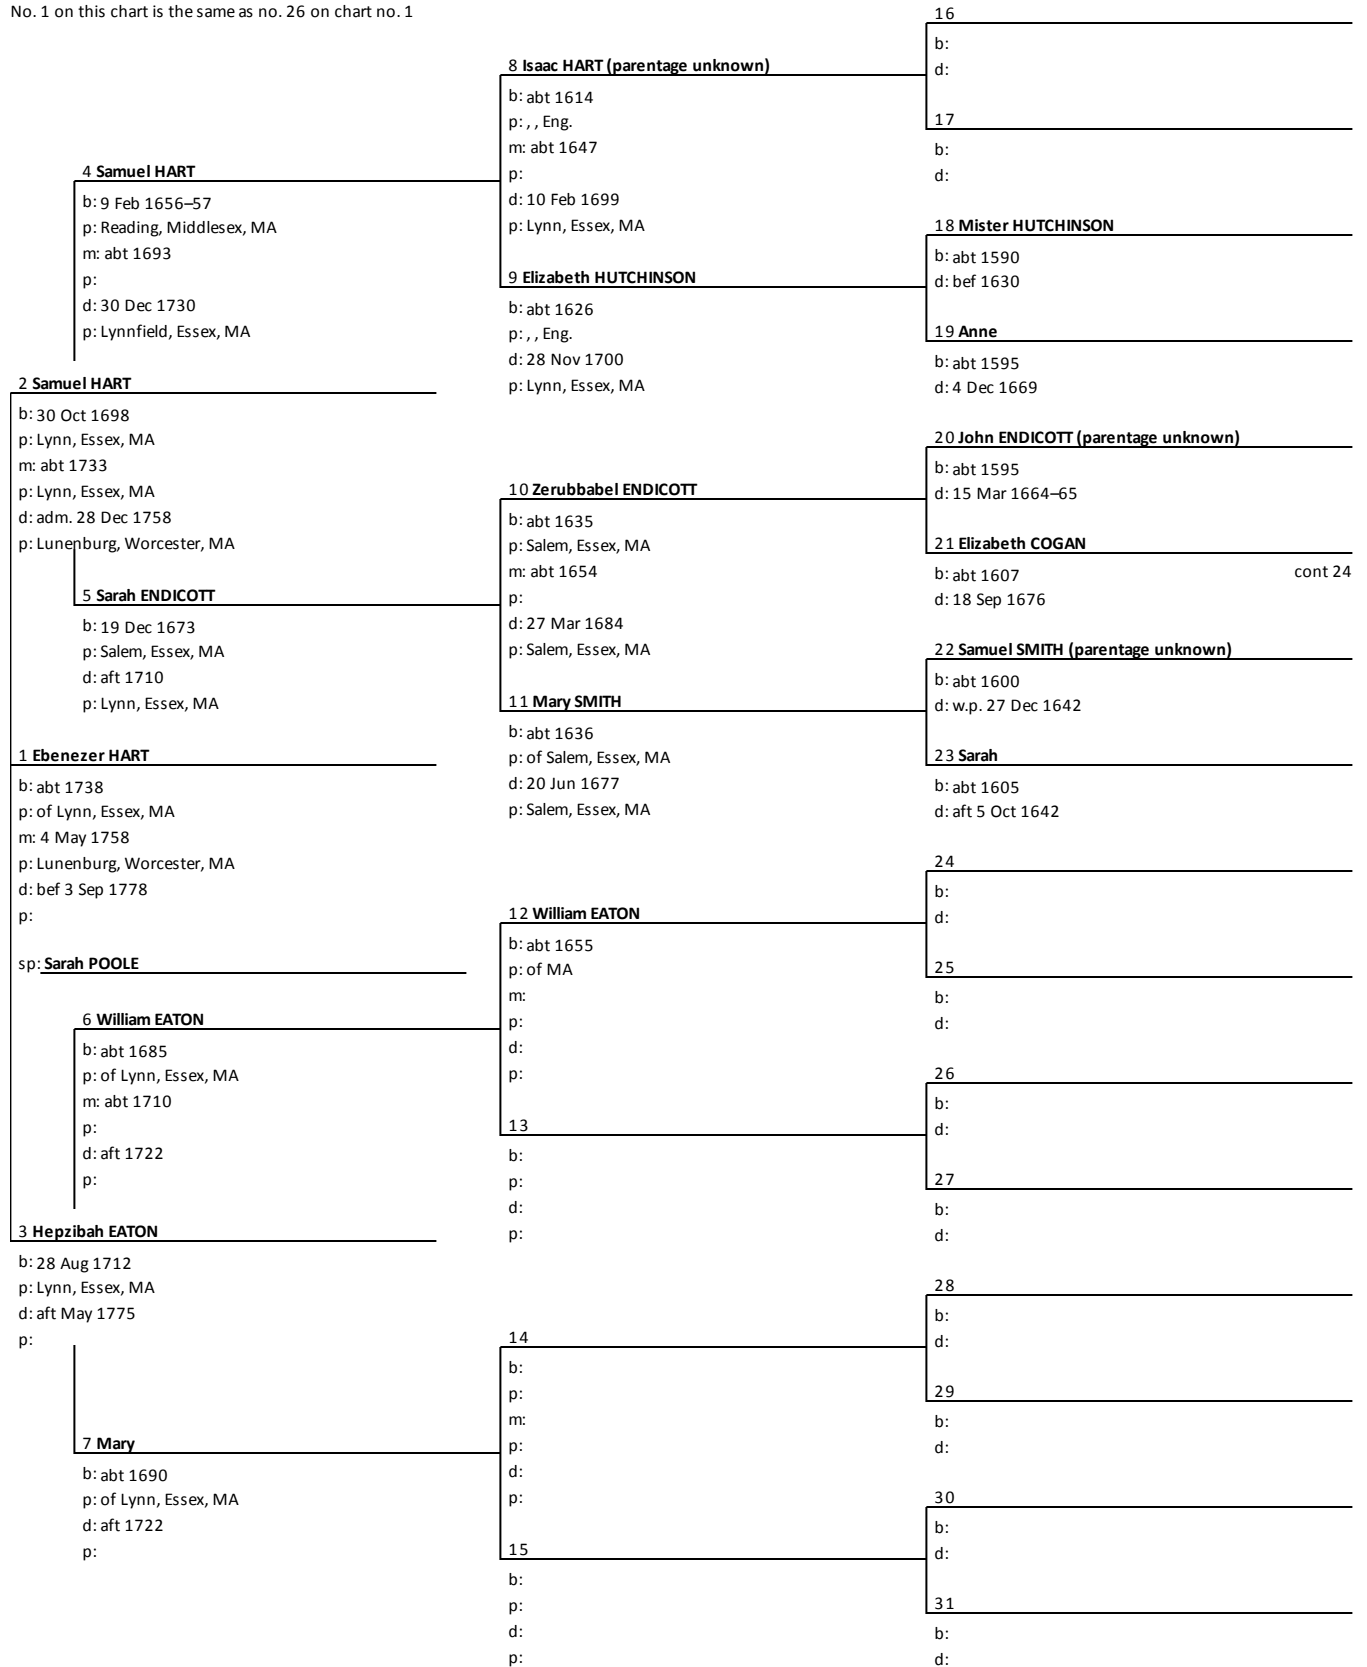 No. 1 on this chart is the same as no. 26 on chart no. 1
2 Samuel HART
b: 30 Oct 1698
p: Lynn, Essex, MA
m: abt 1733
p: Lynn, Essex, MA
d: adm. 28 Dec 1758
p: Lunenburg, Worcester, MA
1 Ebenezer HART
b: abt 1738
p: of Lynn, Essex, MA
m: 4 May 1758
p: Lunenburg, Worcester, MA
d: bef 3 Sep 1778
p:
sp: Sarah POOLE
3 Hepzibah EATON
b: 28 Aug 1712
p: Lynn, Essex, MA
d: aft May 1775
p:
4 Samuel HART
b: 9 Feb 1656–57
p: Reading, Middlesex, MA
m: abt 1693
p:
d: 30 Dec 1730
p: Lynnfield, Essex, MA
5 Sarah ENDICOTT
b: 19 Dec 1673
p: Salem, Essex, MA
d: aft 1710
p: Lynn, Essex, MA
6 William EATON
b: abt 1685
p: of Lynn, Essex, MA
m: abt 1710
p:
d: aft 1722
p:
7 Mary
b: abt 1690
p: of Lynn, Essex, MA
d: aft 1722
p:
8 Isaac HART (parentage unknown)
b: abt 1614
p: , , Eng.
m: abt 1647
p:
d: 10 Feb 1699
p: Lynn, Essex, MA
9 Elizabeth HUTCHINSON
b: abt 1626
p: , , Eng.
d: 28 Nov 1700
p: Lynn, Essex, MA
10 Zerubbabel ENDICOTT
b: abt 1635
p: Salem, Essex, MA
m: abt 1654
p:
d: 27 Mar 1684
p: Salem, Essex, MA
11 Mary SMITH
b: abt 1636
p: of Salem, Essex, MA
d: 20 Jun 1677
p: Salem, Essex, MA
12 William EATON
b: abt 1655
p: of MA
m:
p:
d:
p:
13
b:
p:
d:
p:
14
b:
p:
m:
p:
d:
p:
15
b:
p:
d:
p:
16
b:
d:
17
b:
d:
18 Mister HUTCHINSON
b: abt 1590
d: bef 1630
19 Anne
b: abt 1595
d: 4 Dec 1669
20 John ENDICOTT (parentage unknown)
b: abt 1595
d: 15 Mar 1664–65
21 Elizabeth COGAN
b: abt 1607 cont 24
d: 18 Sep 1676
22 Samuel SMITH (parentage unknown)
b: abt 1600
d: w.p. 27 Dec 1642
23 Sarah
b: abt 1605
d: aft 5 Oct 1642
24
b:
d:
25
b:
d:
26
b:
d:
27
b:
d:
28
b:
d:
29
b:
d:
30
b:
d:
31
b:
d: